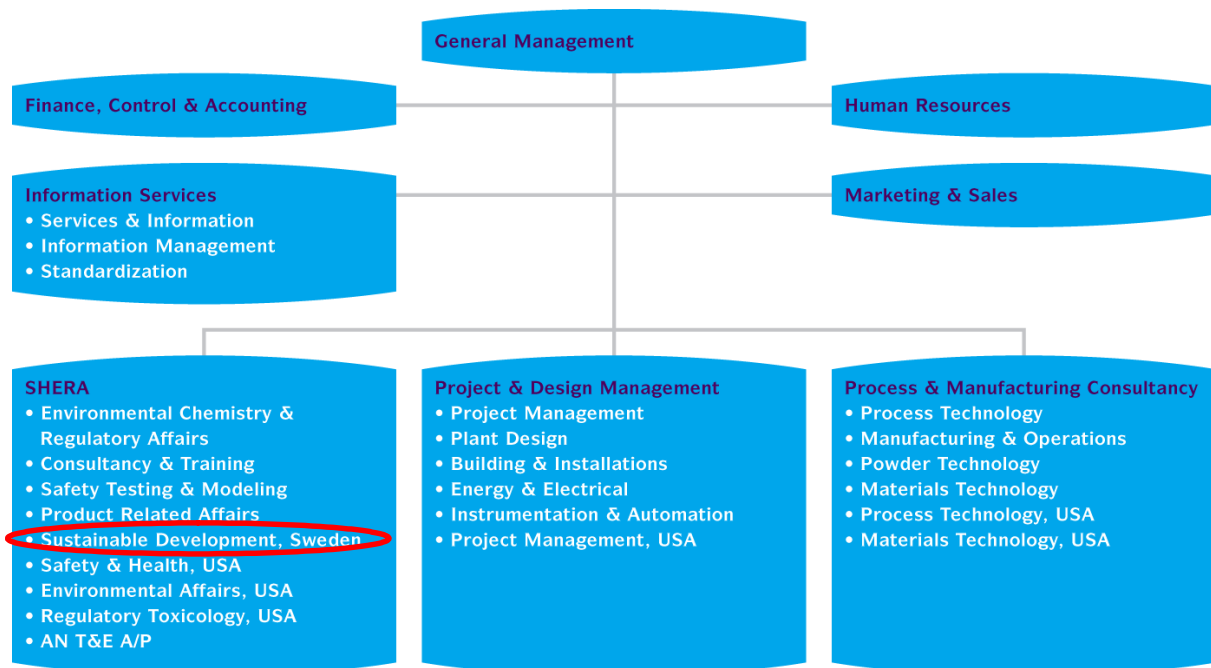 General Management
Finance, Control & Accounting
Human Resources
Information Services
• Services & Information
• Information Management
• Standardization
Marketing & Sales
SHERA
• Environmental Chemistry &
Regulatory Affairs
• Consultancy & Training
• Safety Testing & Modeling
• Product Related Affairs
• Sustainable Development, Sweden
• Safety & Health, USA
• Environmental Affairs, USA
• Regulatory Toxicology, USA
• AN T&E A/P
Project & Design Management
• Project Management
• Plant Design
• Building & Installations
• Energy & Electrical
• Instrumentation & Automation
• Project Management, USA
Process & Manufacturing Consultancy
• Process Technology
• Manufacturing & Operations
• Powder Technology
• Materials Technology
• Process Technology, USA
• Materials Technology, USA